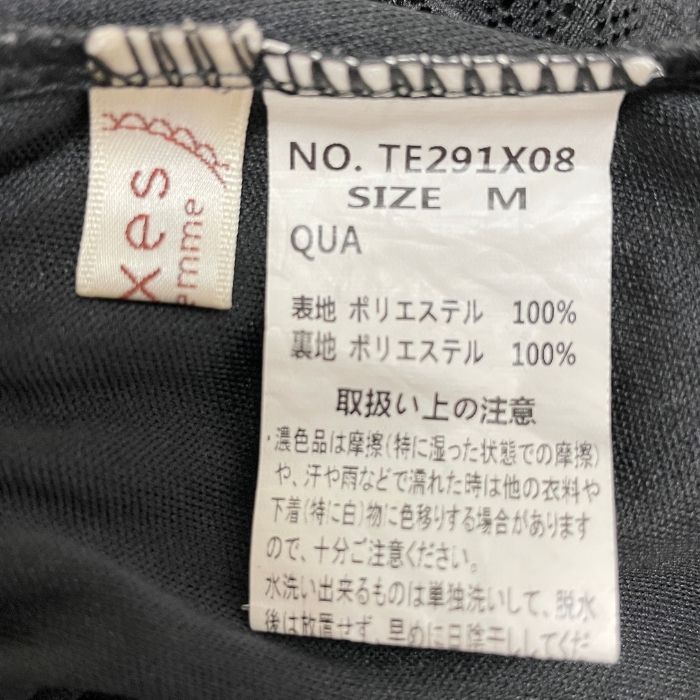 xes
emme
NO. TE291X08
SIZE M
QUA
表地 ポリエステル 100%
裏地 ポリエステル 100%
取扱い上の注意
・濃色品は摩擦(特に湿った状態での摩擦)
や、汗や雨などで濡れた時は他の衣料や
下着(特に白)物に色移りする場合があります
ので、十分ご注意ください。
水洗い出来るものは単独洗いして、脱水
後は放置せず、早めに日陰干ししてくだ